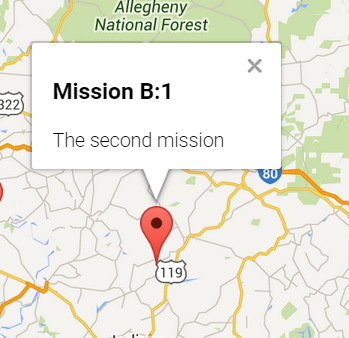 Allegheny
National Forest
322
Mission B:1
The second mission
80
119